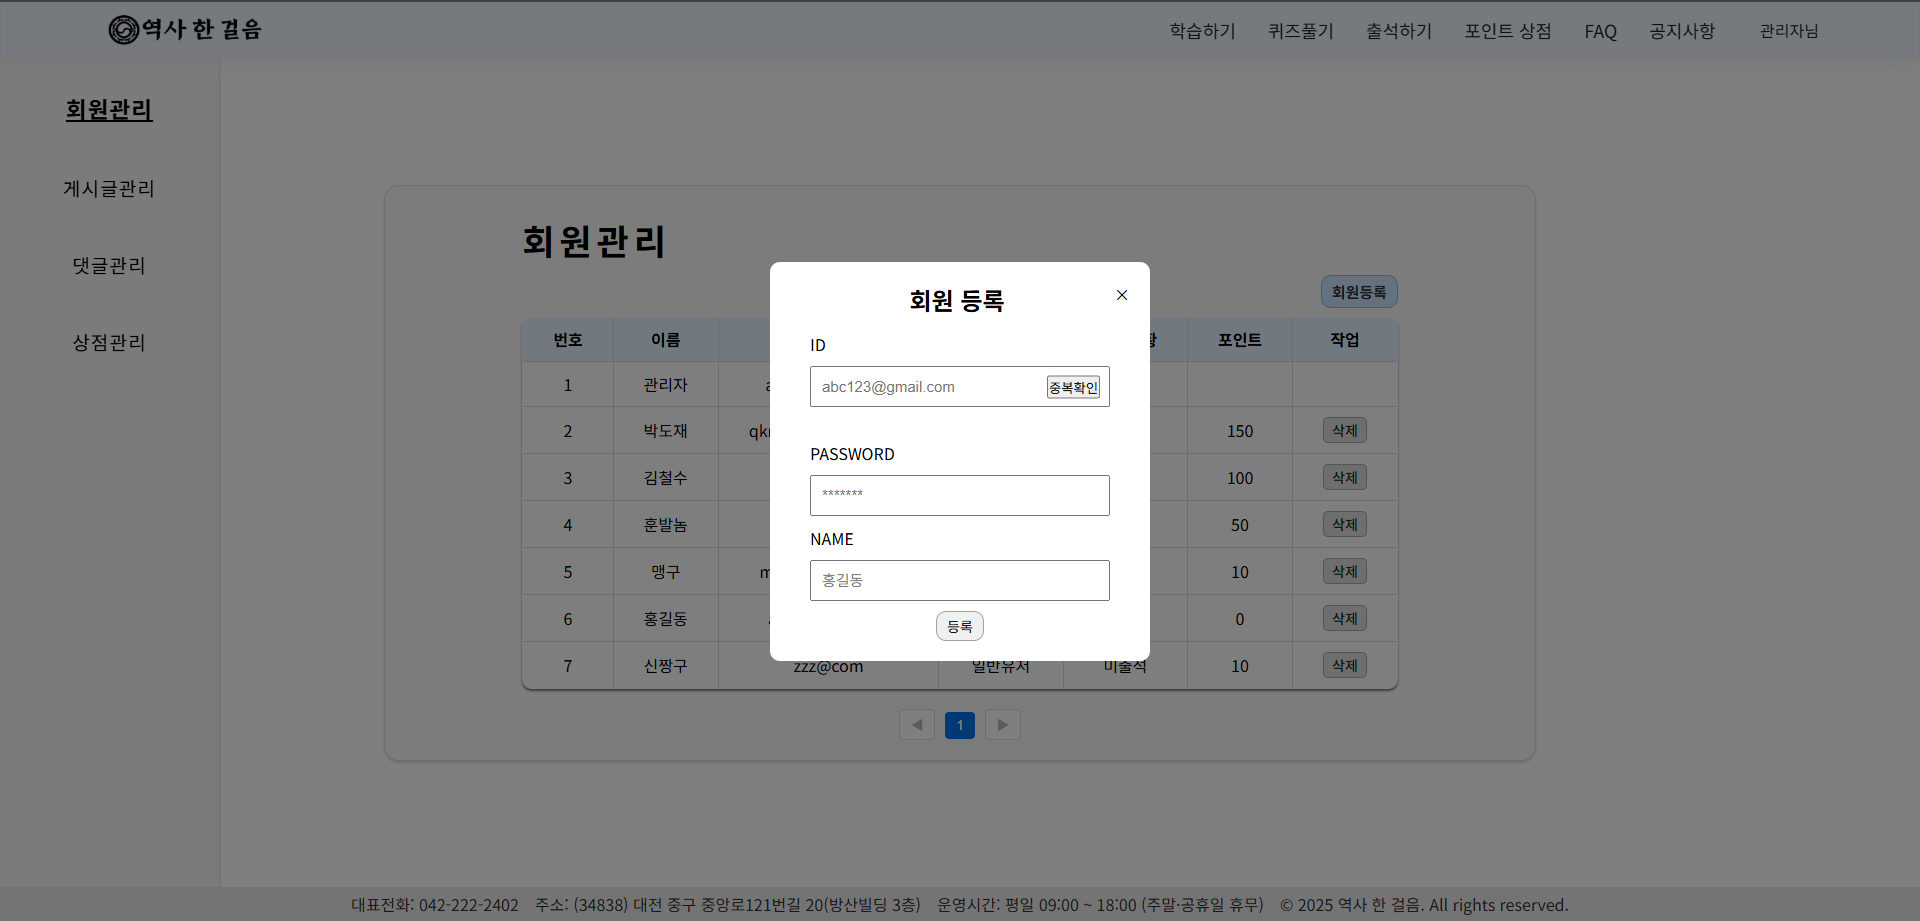 역사 한 걸음
학습하기 퀴즈풀기 출석하기 포인트 상점 FAQ 공지사항 관리자님
회원관리
게시글관리
댓글관리
상점관리
회원관리
회원등록
번호 이름 포인트 작업
1 관리자
2 박도재 150 삭제
3 김철수 100 삭제
4 훈발놈 50 삭제
5 맹구 10 삭제
6 홍길동 0 삭제
7 신짱구 zzz@com 일반유저 미출석 10 삭제
◀ 1 ▶
회원 등록 ×
ID
abc123@gmail.com 중복확인
PASSWORD
*******
NAME
홍길동
등록
대표전화: 042-222-2402 주소: (34838) 대전 중구 중앙로121번길 20(방산빌딩 3층) 운영시간: 평일 09:00 ~ 18:00 (주말·공휴일 휴무) © 2025 역사 한 걸음. All rights reserved.